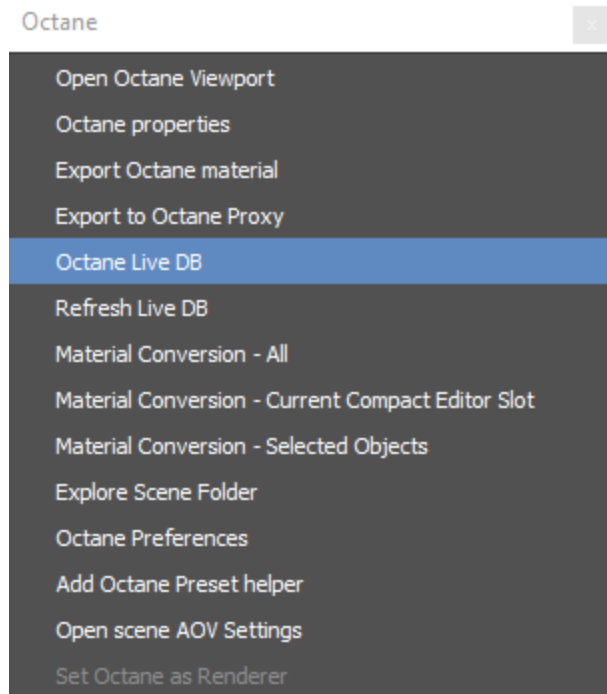 Octane
Open Octane Viewport
Octane properties
Export Octane material
Export to Octane Proxy
Octane Live DB
Refresh Live DB
Material Conversion - All
Material Conversion - Current Compact Editor Slot
Material Conversion - Selected Objects
Explore Scene Folder
Octane Preferences
Add Octane Preset helper
Open scene AOV Settings
Set Octane as Renderer